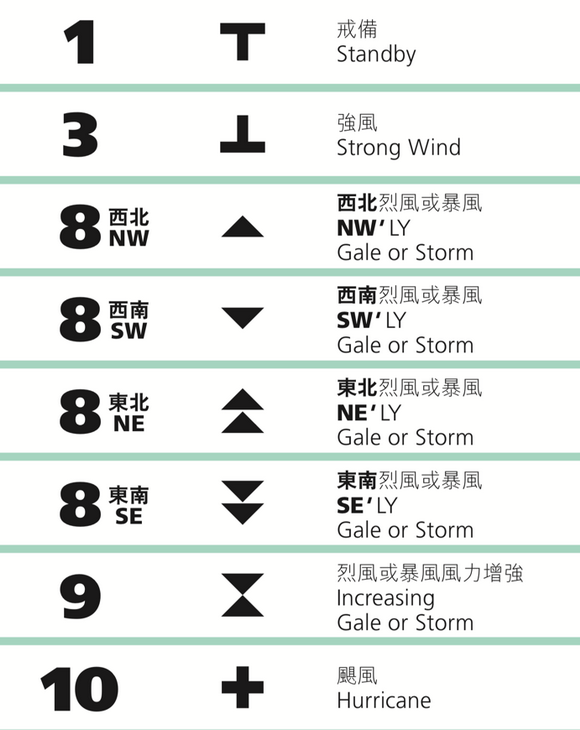 1
戒備
Standby
3
強風
Strong Wind
8 西北
NW
西北烈風或暴風
NW'LY
Gale or Storm
8 西南
SW
西南烈風或暴風
SW'LY
Gale or Storm
8 東北
NE
東北烈風或暴風
NE'LY
Gale or Storm
8 東南
SE
東南烈風或暴風
SE'LY
Gale or Storm
9
烈風或暴風風力增強
Increasing
Gale or Storm
10
颶風
Hurricane